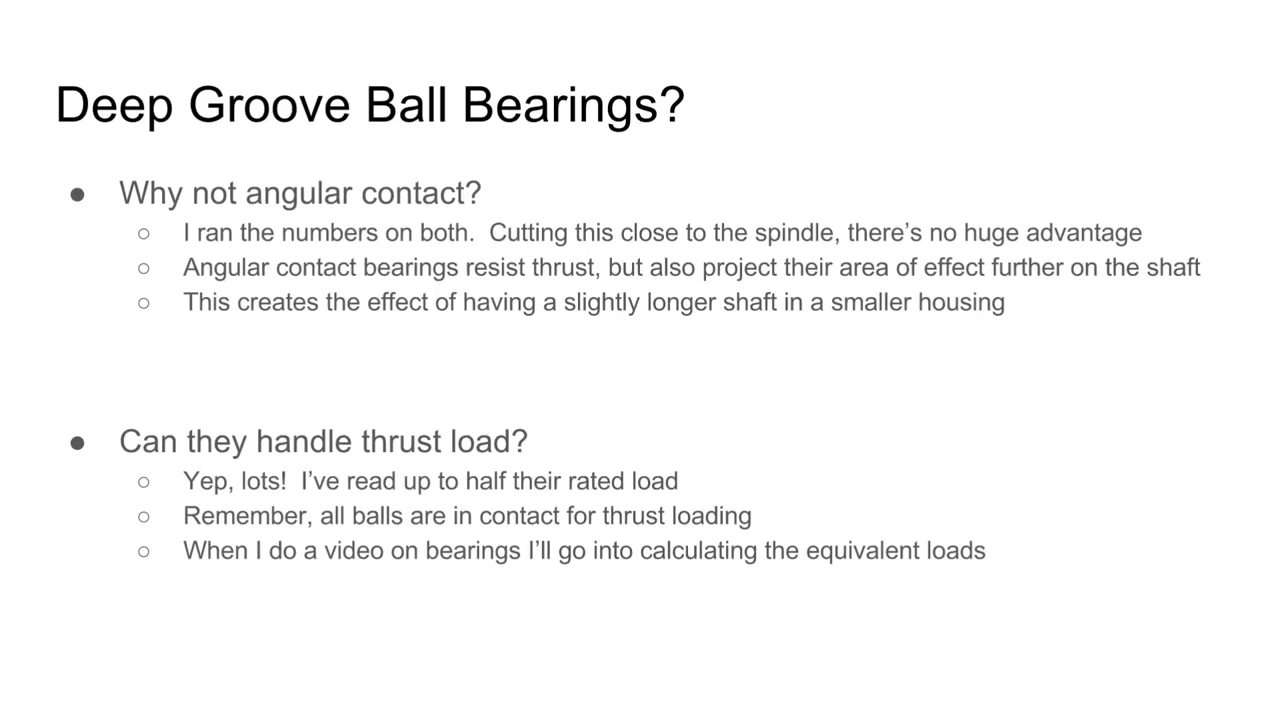 Deep Groove Ball Bearings?
● Why not angular contact?
○ I ran the numbers on both.  Cutting this close to the spindle, there’s no huge advantage
○ Angular contact bearings resist thrust, but also project their area of effect further on the shaft
○ This creates the effect of having a slightly longer shaft in a smaller housing
● Can they handle thrust load?
○ Yep, lots!  I’ve read up to half their rated load
○ Remember, all balls are in contact for thrust loading
○ When I do a video on bearings I’ll go into calculating the equivalent loads